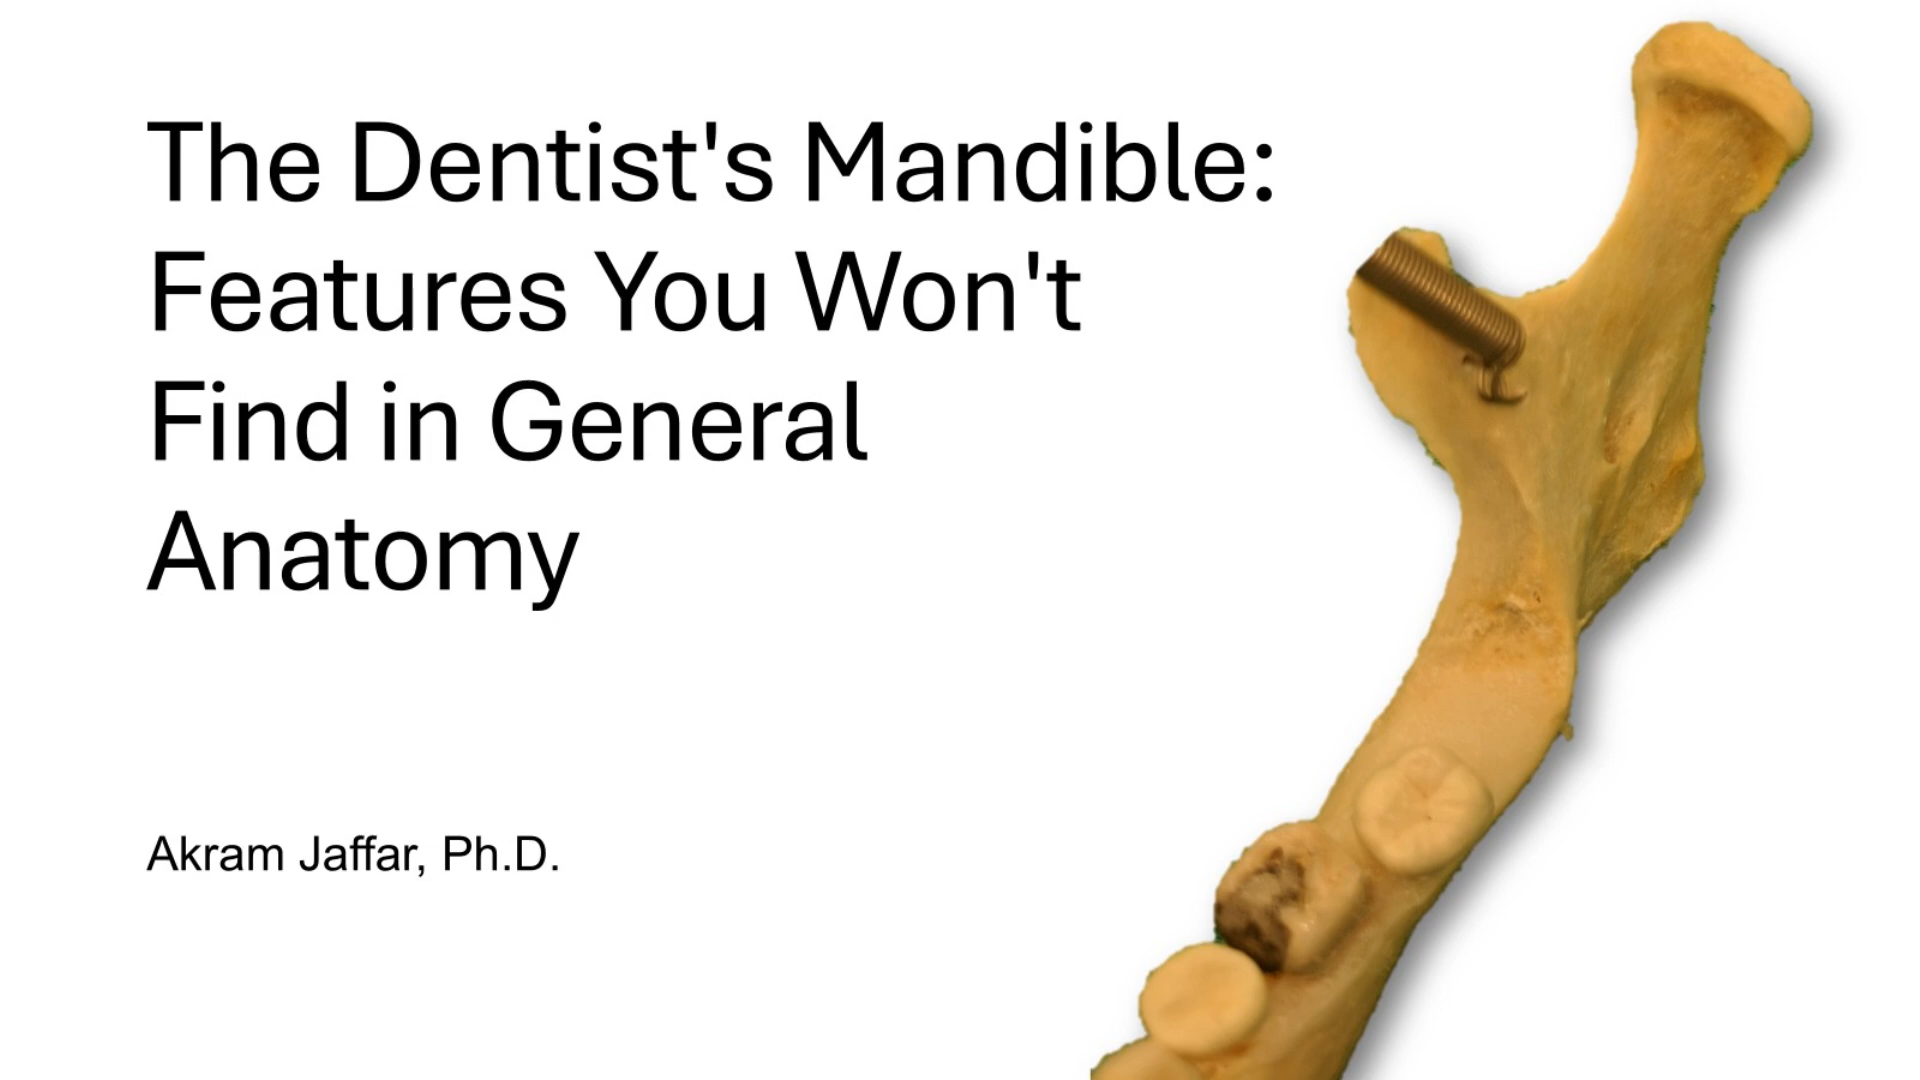 The Dentist's Mandible:
Features You Won't
Find in General
Anatomy
Akram Jaffar, Ph.D.